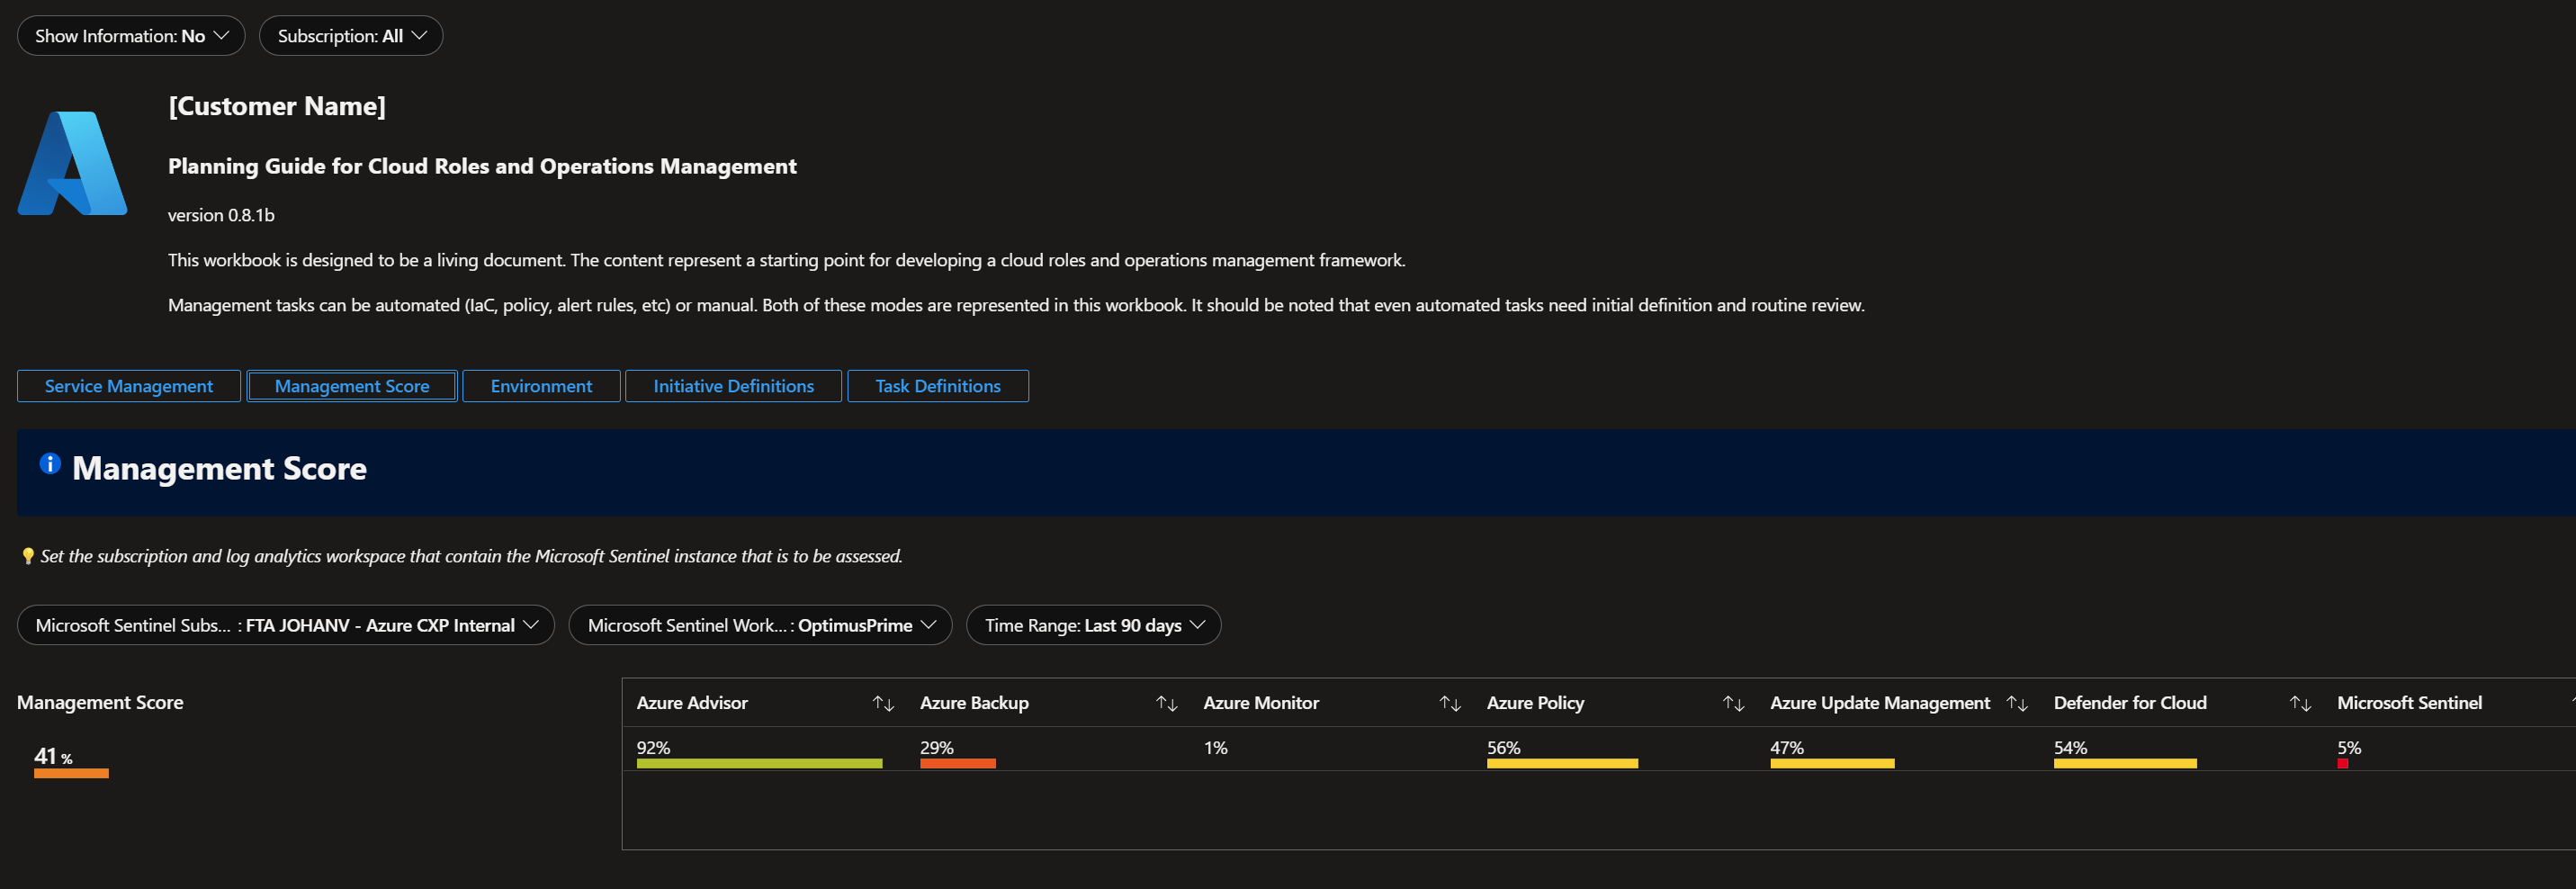 Show Information: No
Subscription: All
[Customer Name]
Planning Guide for Cloud Roles and Operations Management
version 0.8.1b
This workbook is designed to be a living document. The content represent a starting point for developing a cloud roles and operations management framework.
Management tasks can be automated (IaC, policy, alert rules, etc) or manual. Both of these modes are represented in this workbook. It should be noted that even automated tasks need initial definition and routine review.
Service Management
Management Score
Environment
Initiative Definitions
Task Definitions
Management Score
Set the subscription and log analytics workspace that contain the Microsoft Sentinel instance that is to be assessed.
Microsoft Sentinel Subs... : FTA JOHANV - Azure CXP Internal
Microsoft Sentinel Work... : OptimusPrime
Time Range: Last 90 days
Management Score
41 %
Azure Advisor
Azure Backup
Azure Monitor
Azure Policy
Azure Update Management
Defender for Cloud
Microsoft Sentinel
92%
29%
1%
56%
47%
54%
5%